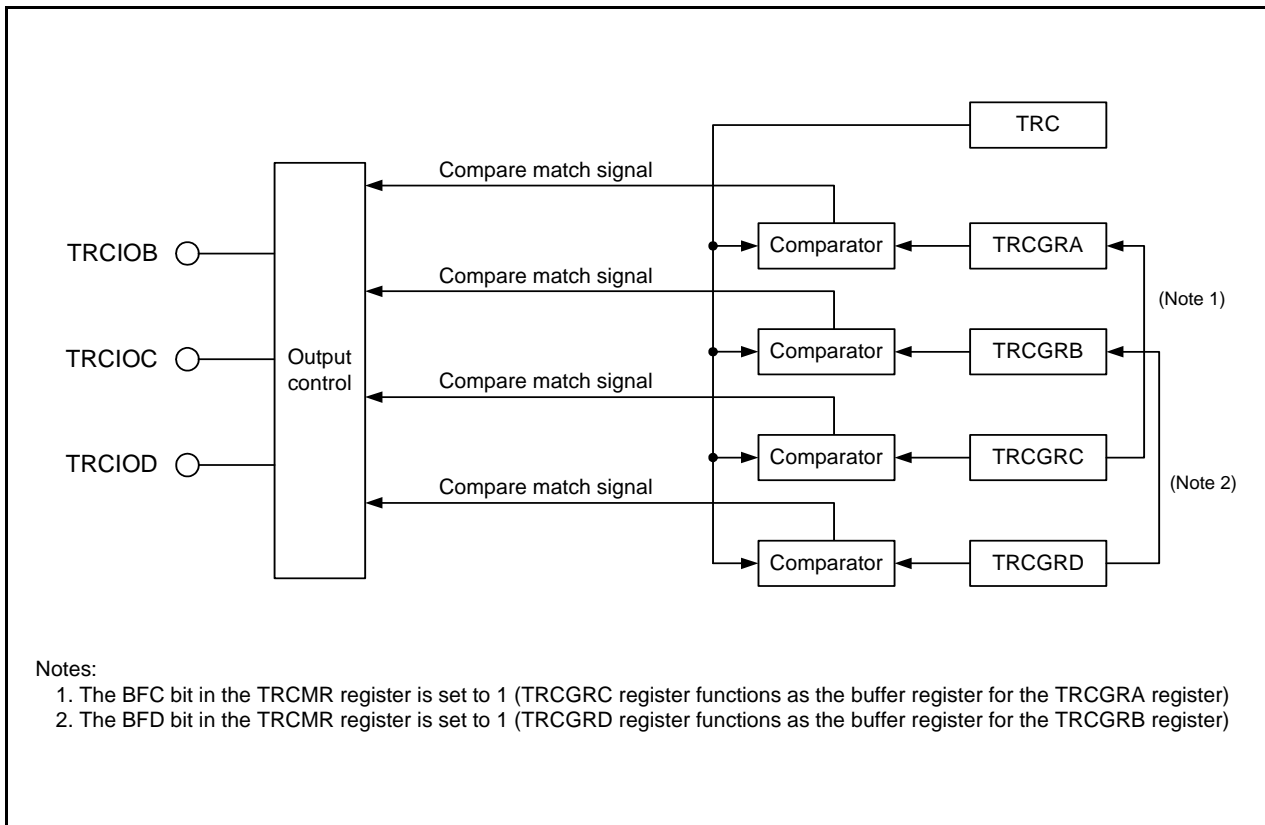 TRC
Compare match signal
TRCIOB
Comparator
TRCGRA
Compare match signal
(Note 1)
TRCIOC
Output
control
Comparator
TRCGRB
Compare match signal
TRCIOD
Comparator
TRCGRC
Compare match signal
(Note 2)
Comparator
TRCGRD
Notes:
1. The BFC bit in the TRCMR register is set to 1 (TRCGRC register functions as the buffer register for the TRCGRA register)
2. The BFD bit in the TRCMR register is set to 1 (TRCGRD register functions as the buffer register for the TRCGRB register)